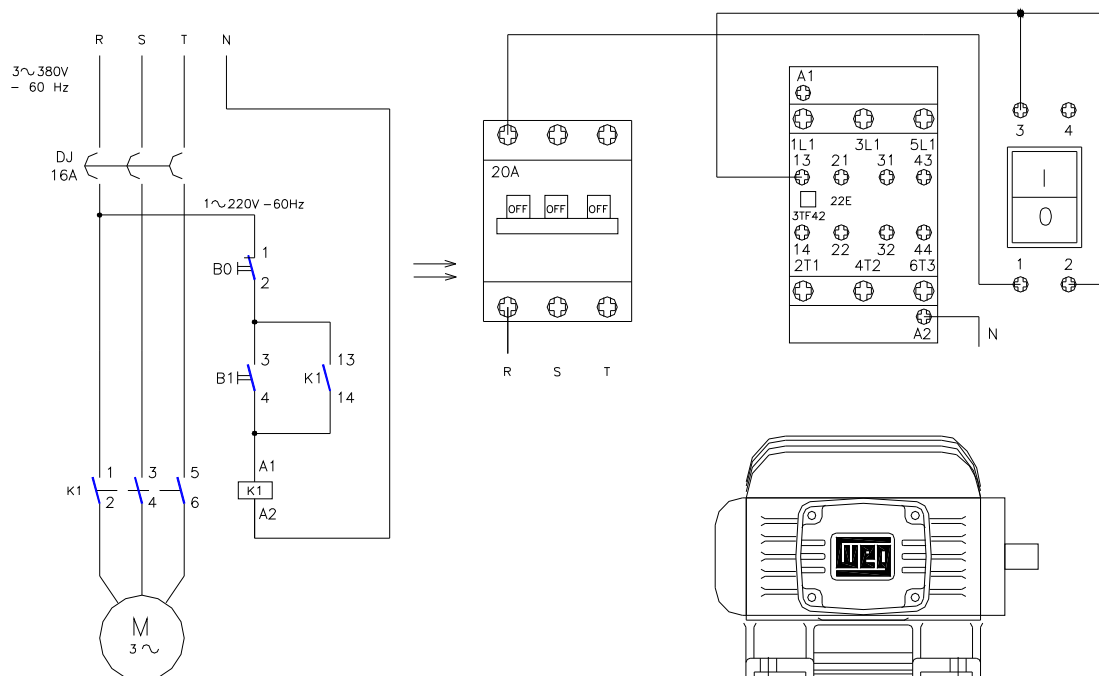 R S T N
3~380V
- 60 Hz
DJ
16A
1~220V -60Hz
1
B0
2
3
B1
4
13
K1
14
A1
K1
A2
1 3 5
K1
2 4 6
M
3~
20A
OFF OFF OFF
R S T
A1
1L1 3L1 5L1
13 21 31 43
22E
3TF42
14 22 32 44
2T1 4T2 6T3
A2
N
3 4
I
O
1 2
WEG